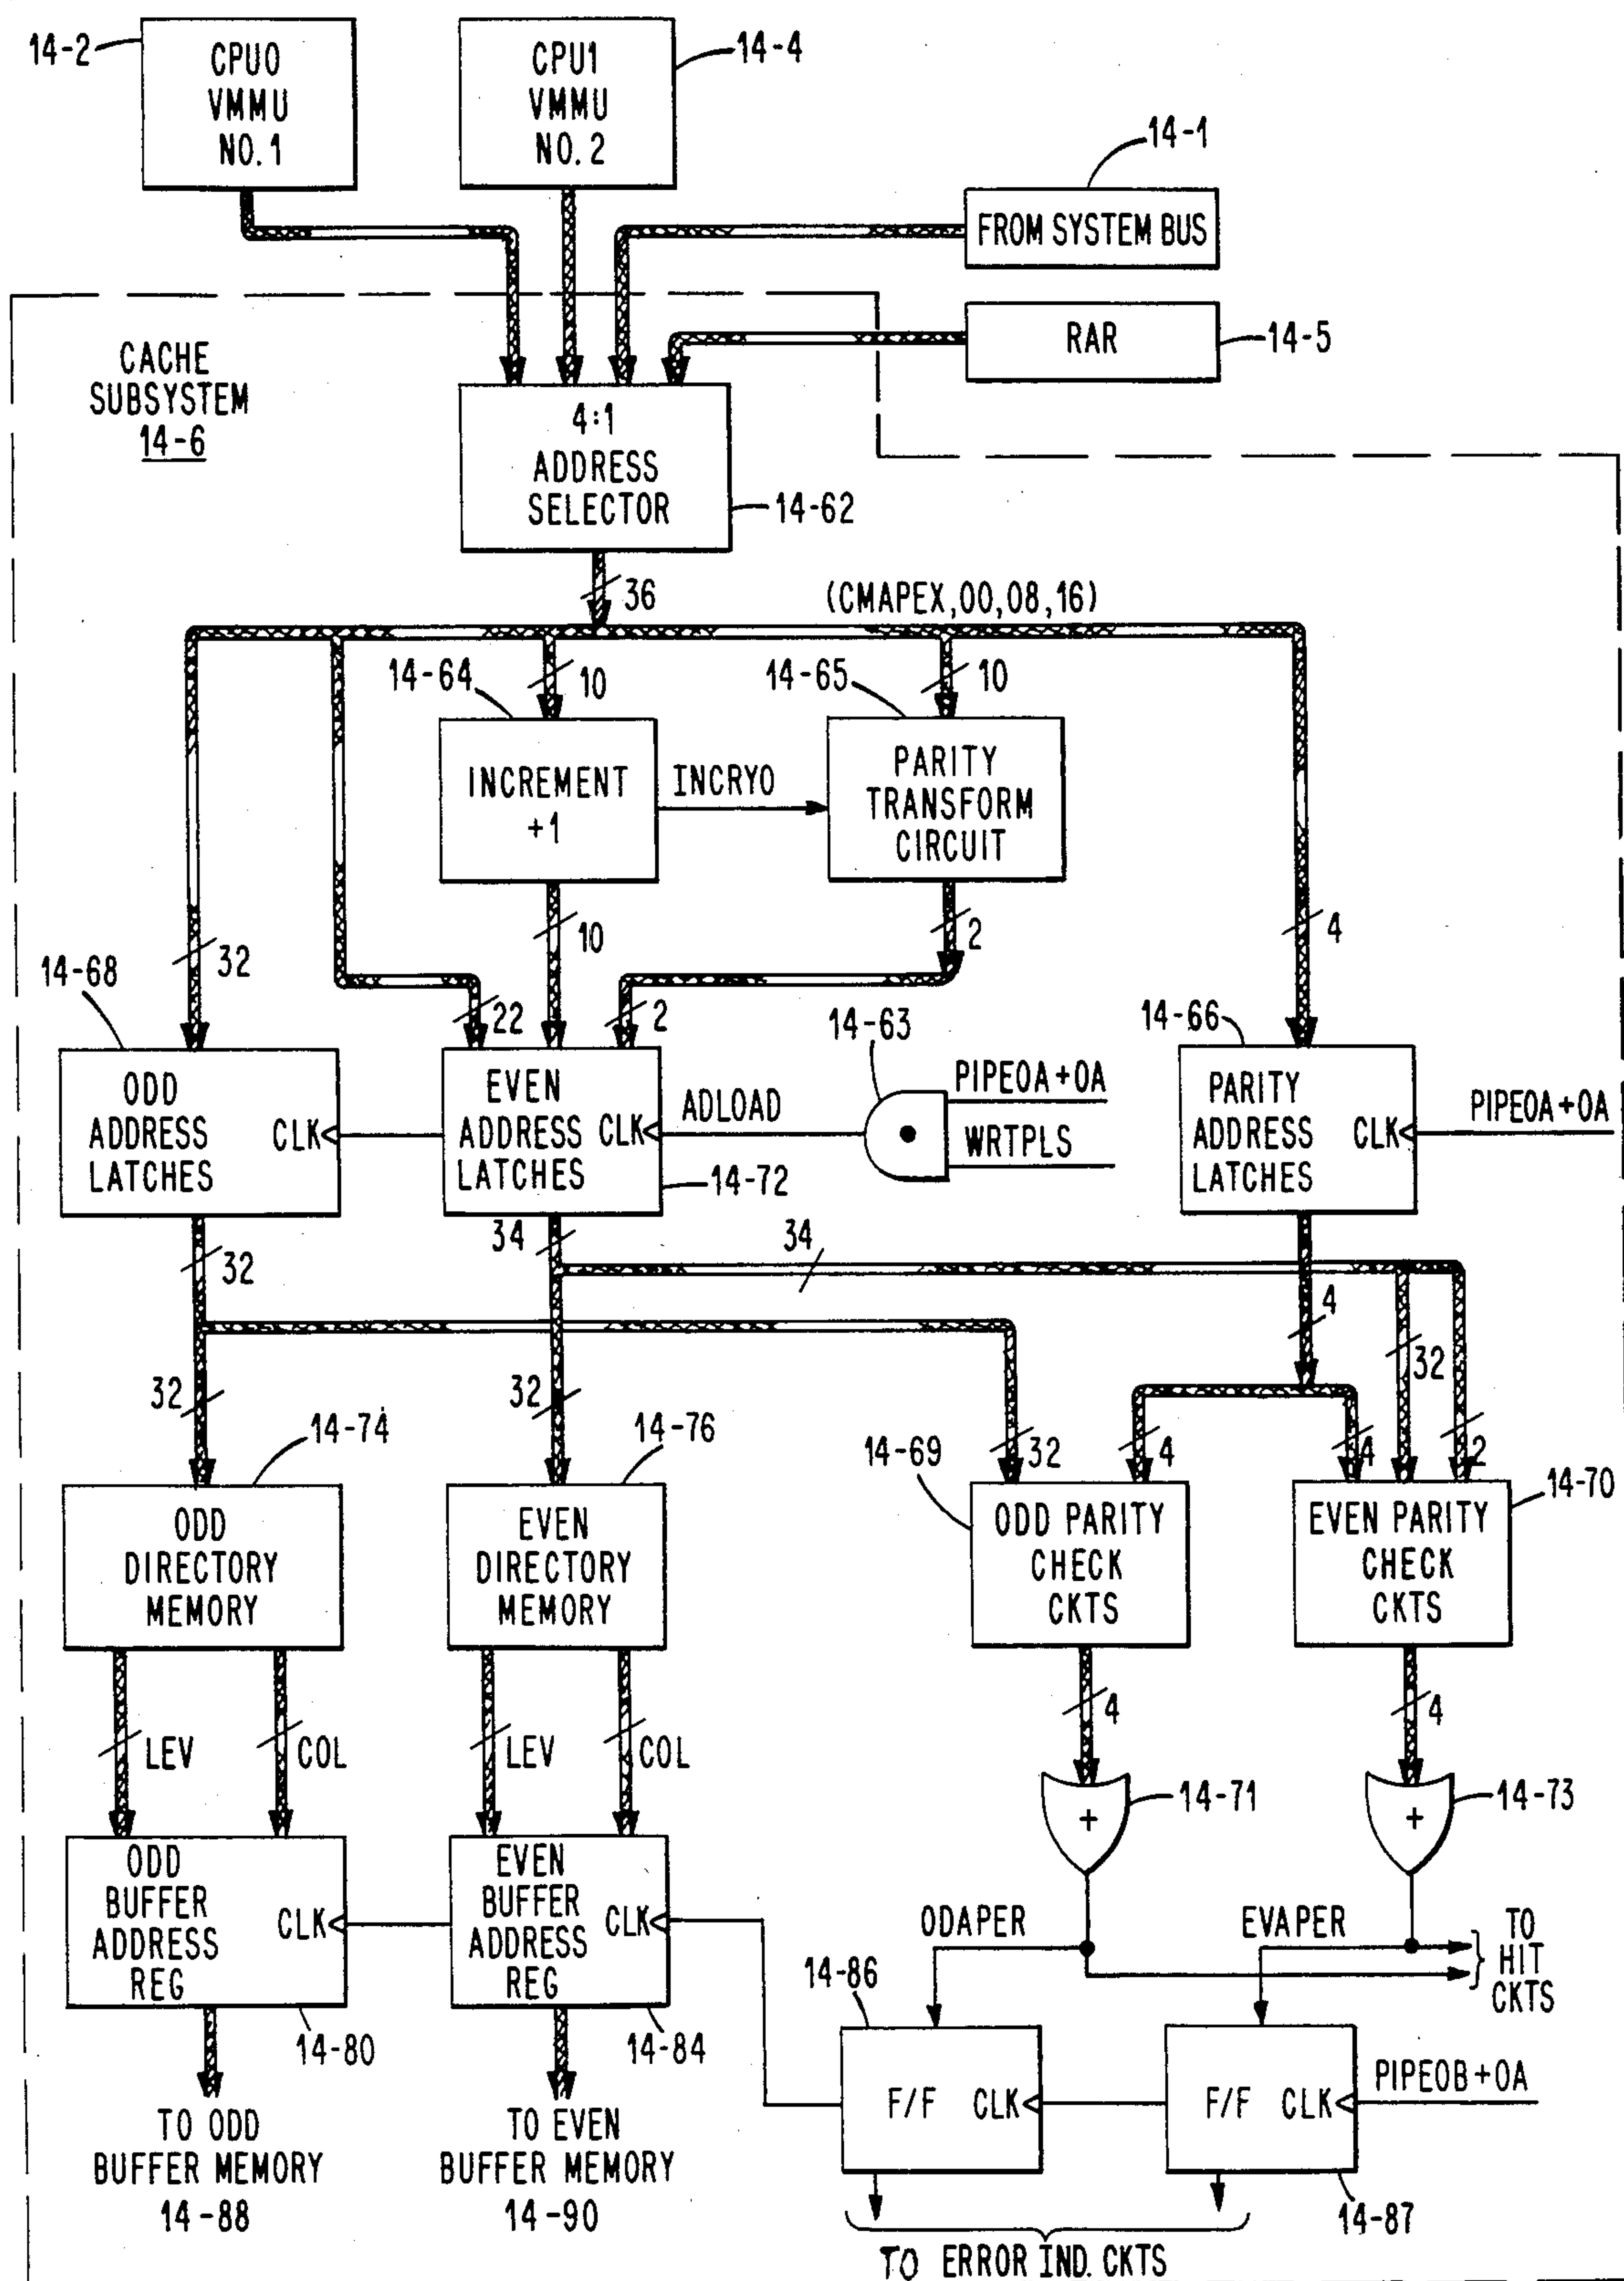 14-2
CPU0
VMMU
NO. 1
CPU1
VMMU
NO. 2
14-4
14-1
FROM SYSTEM BUS
RAR
14-5
CACHE
SUBSYSTEM
14-6
4:1
ADDRESS
SELECTOR
14-62
36
(CMAPEX,00,08,16)
14-64
10
14-65
10
INCREMENT
+1
INCRYO
PARITY
TRANSFORM
CIRCUIT
32
10
2
4
14-68
22
2
14-63
14-66
ODD
ADDRESS
LATCHES
CLK
EVEN
ADDRESS
LATCHES
CLK
ADLOAD
PIPEOA+OA
WRTPLS
14-72
PARITY
ADDRESS
LATCHES
CLK
PIPEOA+OA
32
34
34
4
32
32
32
14-74
14-76
14-69
32
4
4
2
14-70
ODD
DIRECTORY
MEMORY
EVEN
DIRECTORY
MEMORY
ODD PARITY
CHECK
CKTS
EVEN PARITY
CHECK
CKTS
LEV
COL
LEV
COL
4
4
+
14-71
+
14-73
ODD
BUFFER
ADDRESS
REG
CLK
EVEN
BUFFER
ADDRESS
REG
CLK
ODAPER
EVAPER
TO
HIT
CKTS
14-80
14-84
14-86
F/F
CLK
F/F
CLK
PIPEOB+OA
14-87
TO ODD
BUFFER MEMORY
14-88
TO EVEN
BUFFER MEMORY
14-90
TO ERROR IND. CKTS